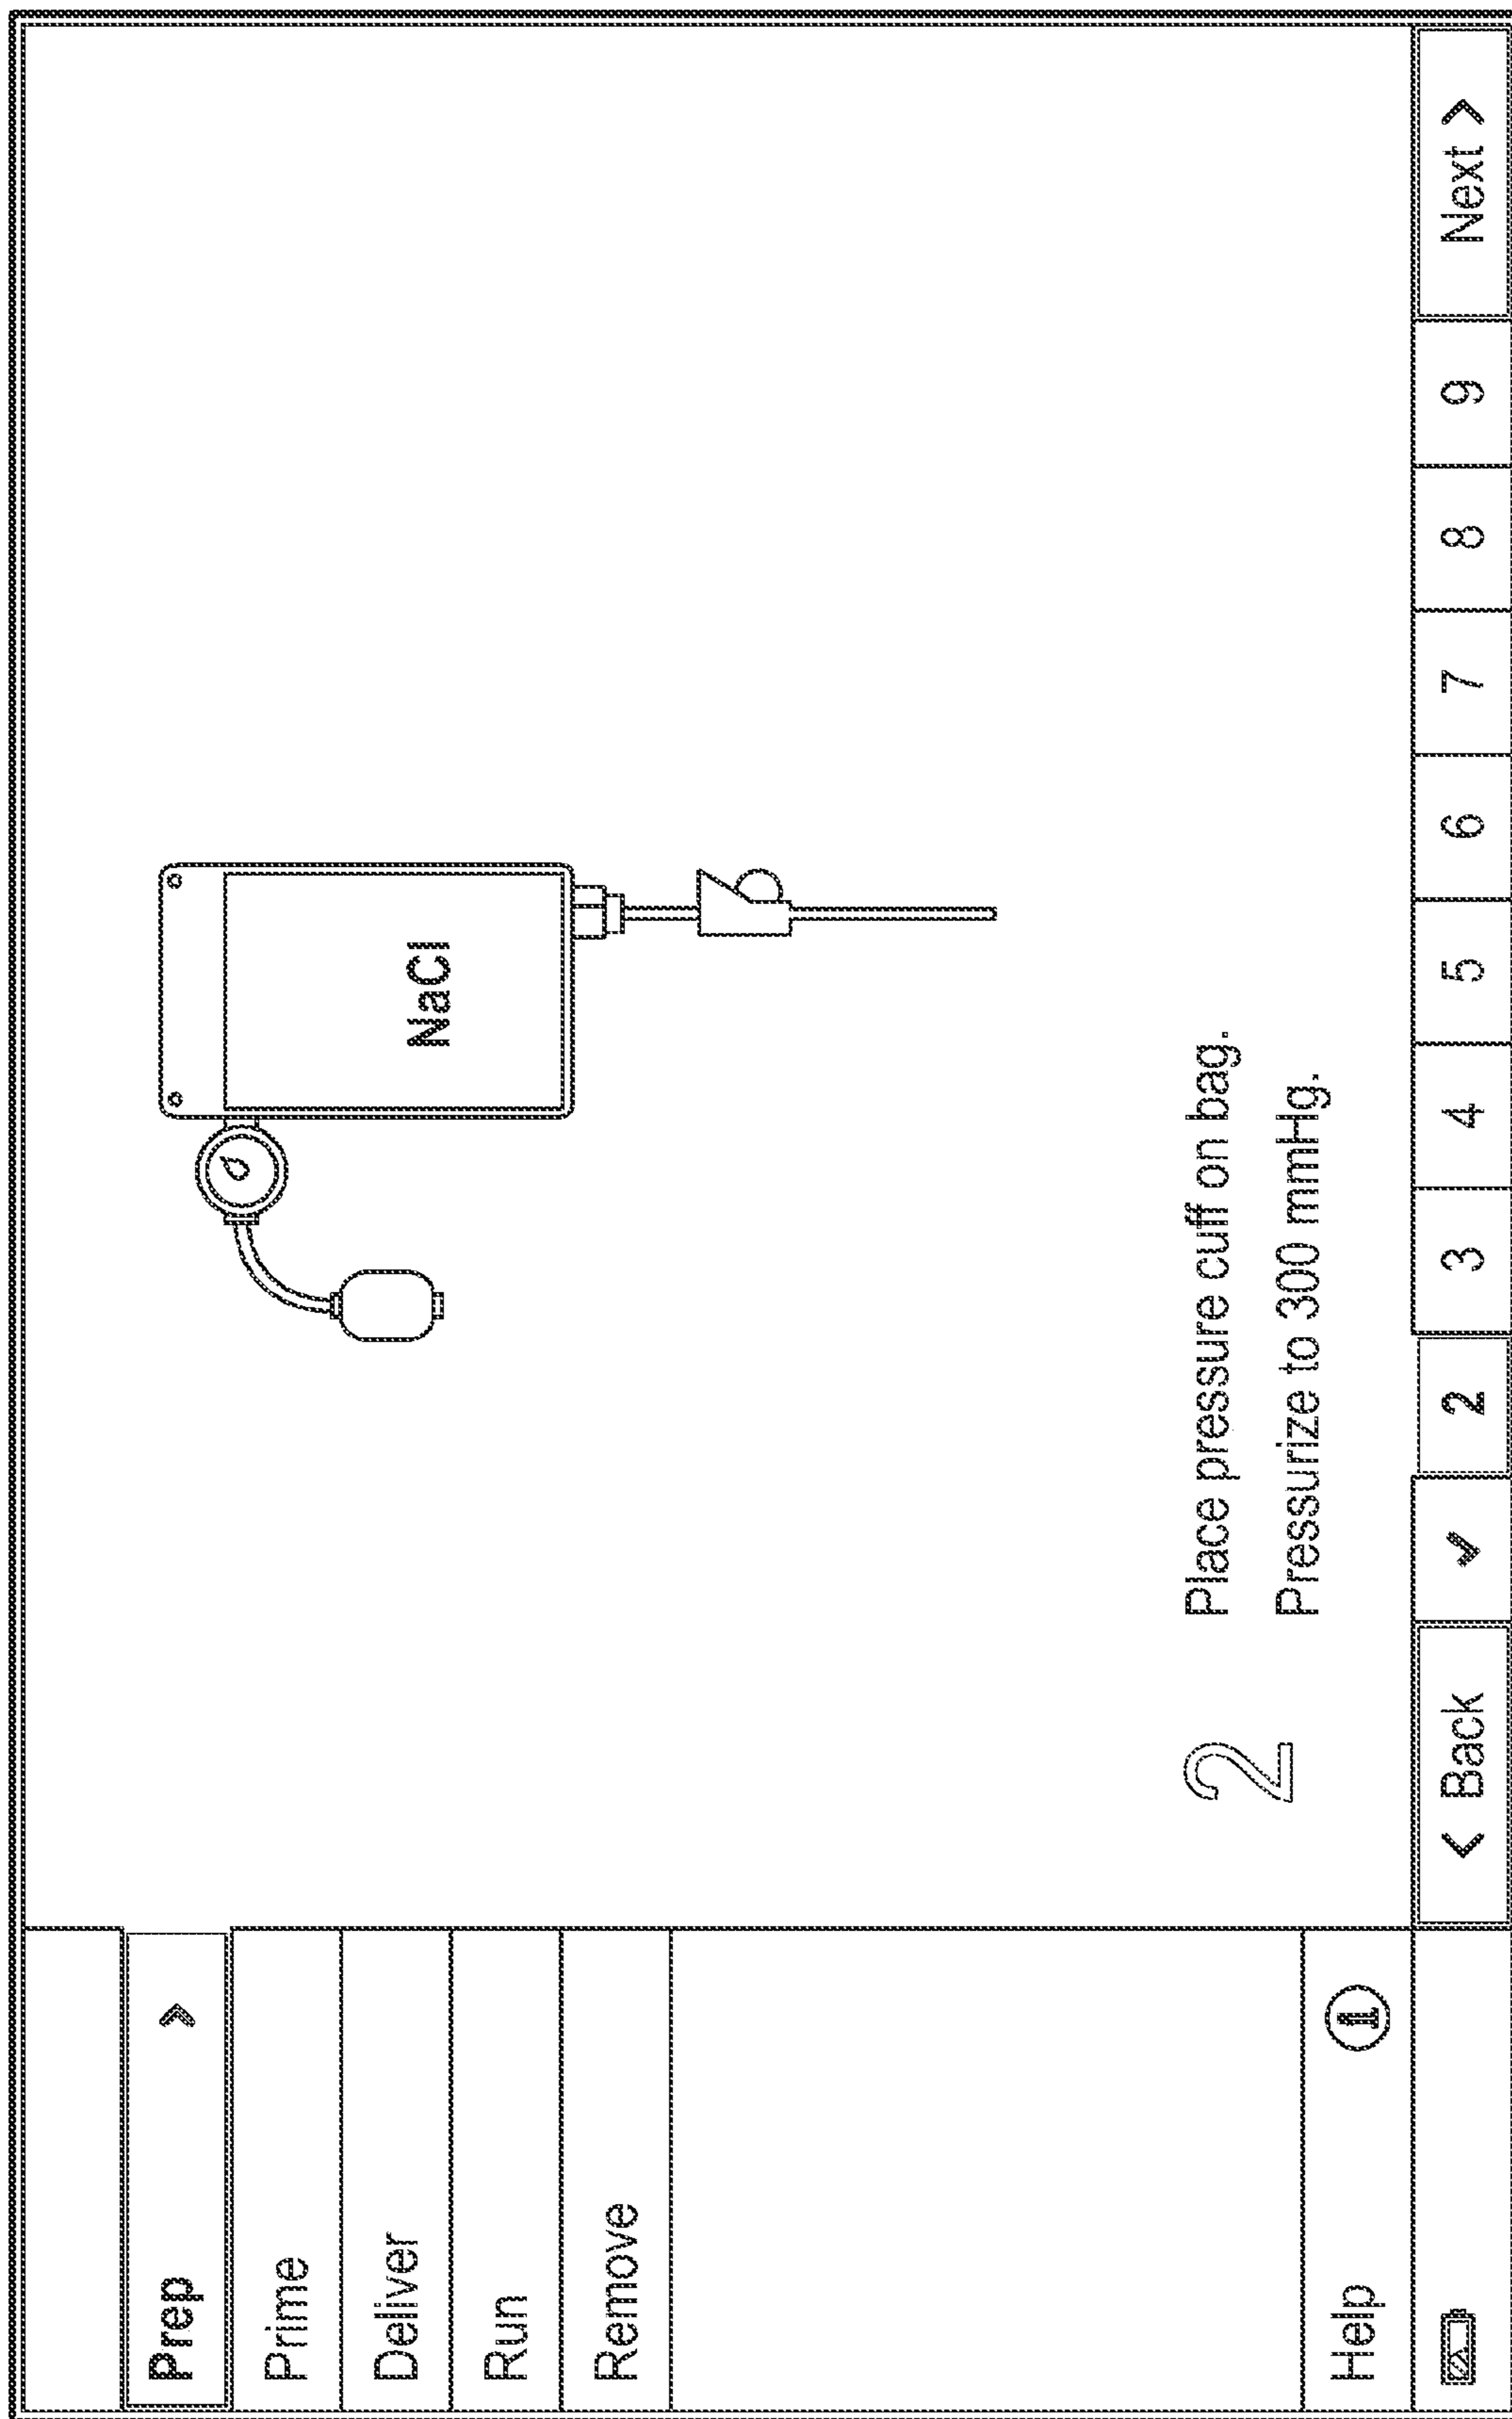 Prep >
Prime
Deliver
Run
Remove
Help i
NaCl
2
Place pressure cuff on bag.
Pressurize to 300 mmHg.
< Back ✓ 2 3 4 5 6 7 8 9 Next >